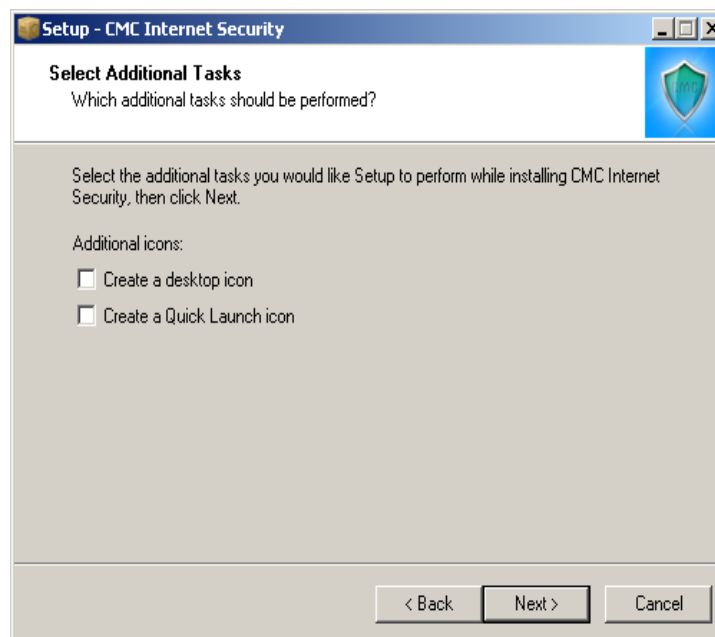 Setup - CMC Internet Security
Select Additional Tasks
Which additional tasks should be performed?
CMC
Select the additional tasks you would like Setup to perform while installing CMC Internet
Security, then click Next.
Additional icons:
Create a desktop icon
Create a Quick Launch icon
< Back
Next >
Cancel